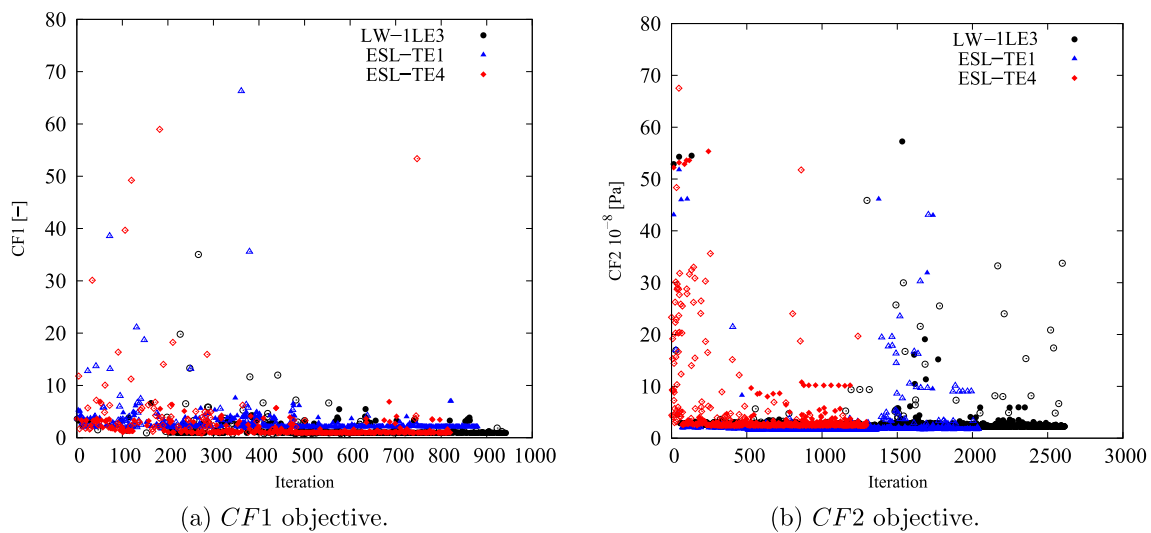 80
70
60
50
40
30
20
10
0
CF1 [−]
LW−1LE3
ESL−TE1
ESL−TE4
0 100 200 300 400 500 600 700 800 900 1000
Iteration
(a) CF1 objective.
80
70
60
50
40
30
20
10
0
CF2 10⁻⁸ [Pa]
LW−1LE3
ESL−TE1
ESL−TE4
0 500 1000 1500 2000 2500 3000
Iteration
(b) CF2 objective.